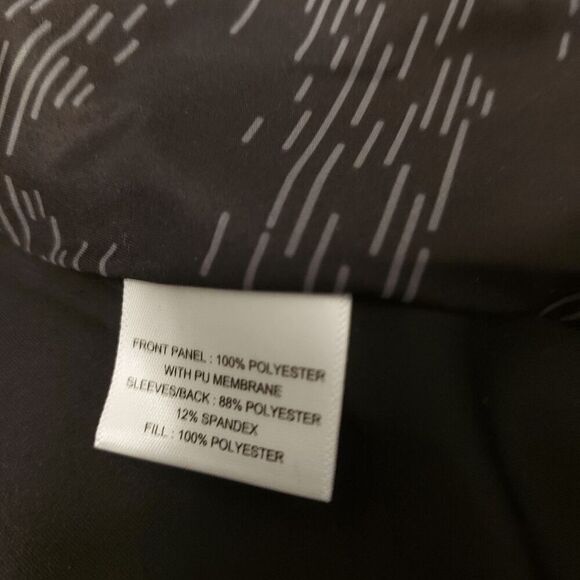 FRONT PANEL : 100% POLYESTER
WITH PU MEMBRANE
SLEEVES/BACK : 88% POLYESTER
12% SPANDEX
FILL : 100% POLYESTER